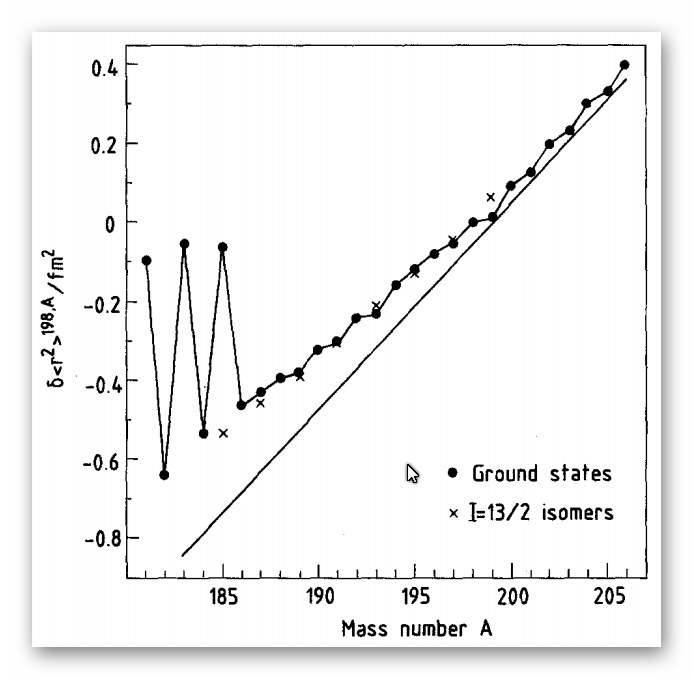 0.4
0.2
0
-0.2
-0.4
-0.6
-0.8
δ<r²>¹⁹⁸,ᴬ/fm²
Ground states
I=13/2 isomers
185 190 195 200 205
Mass number A